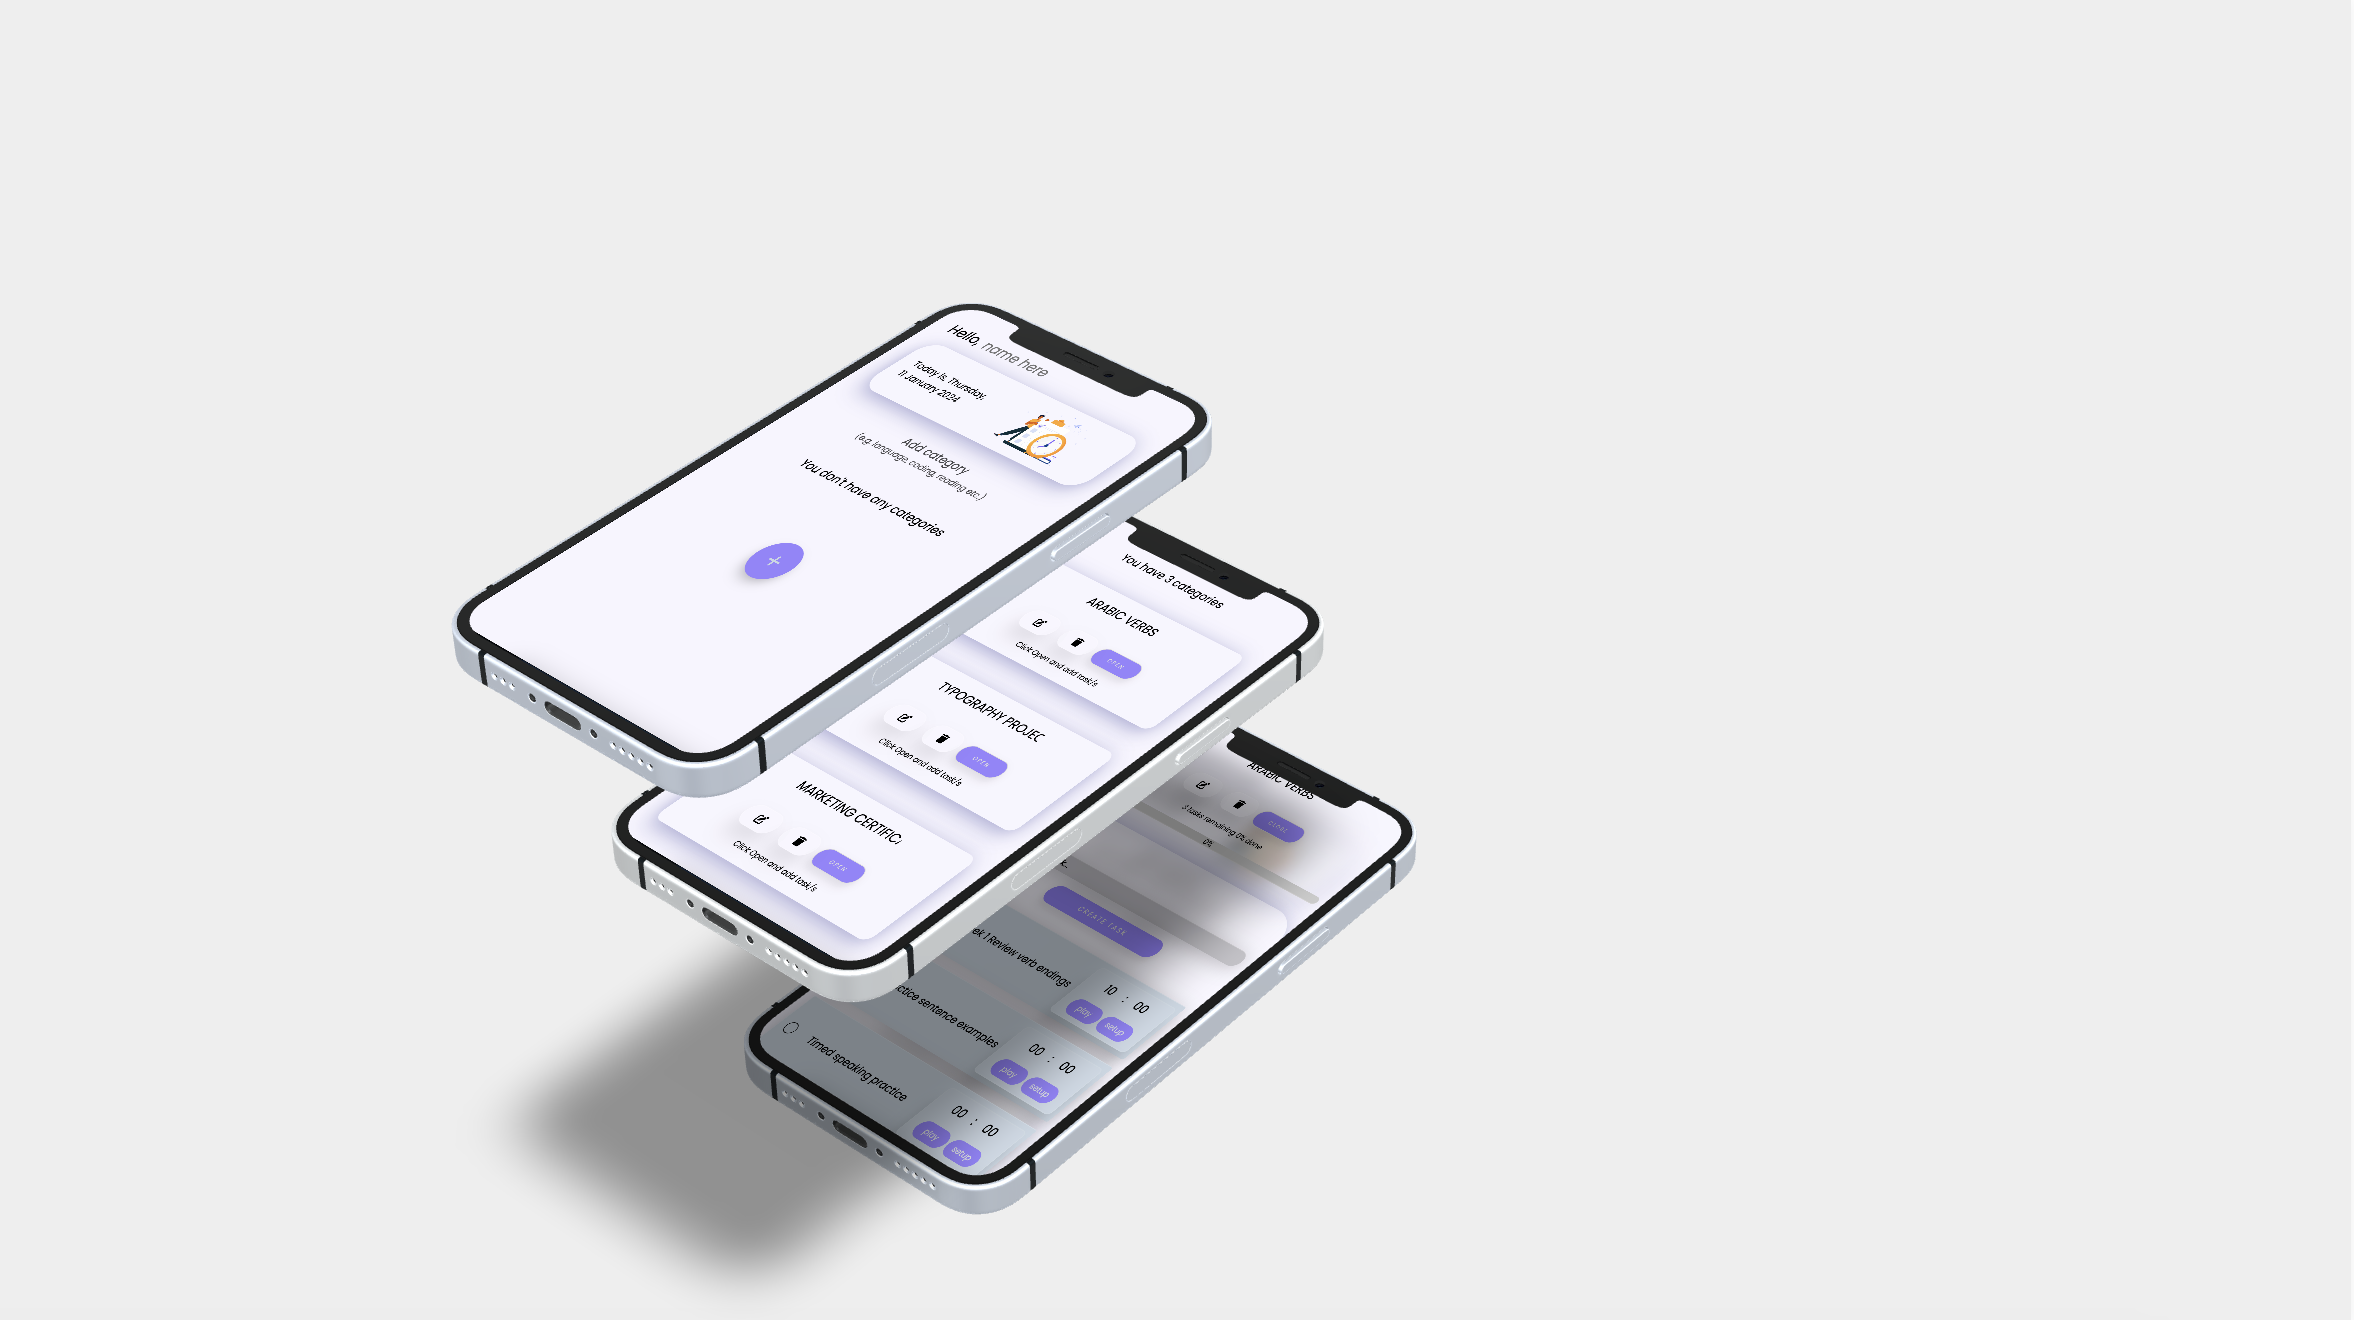 Hello, name here
Today is, Thursday,
11 January 2024
Add category
(e.g. language, coding, reading etc.)
You don't have any categories
+
You have 3 categories
ARABIC VERBS
OPEN
Click Open and add task/s
TYPOGRAPHY PROJEC
OPEN
Click Open and add task/s
MARKETING CERTIFIC
OPEN
Click Open and add task/s
ARABIC VERBS
CLOSE
3 tasks remaining 0% done
0%
CREATE TASK
ek 1 Review verb endings
10 : 00
play setup
ctice sentence examples
00 : 00
play setup
Timed speaking practice
00 : 00
play setup